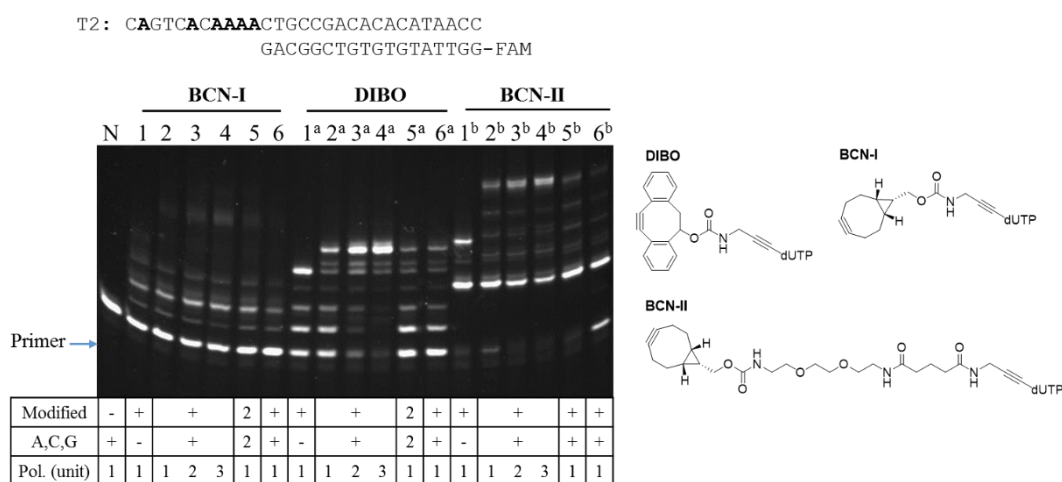 T2: CAGTCACAAAACTGCCGACACACATAACC
GACGGCTGTGTGTATTGG-FAM
BCN-I DIBO BCN-II
N 1 2 3 4 5 6 1ᵃ 2ᵃ 3ᵃ 4ᵃ 5ᵃ 6ᵃ 1ᵇ 2ᵇ 3ᵇ 4ᵇ 5ᵇ 6ᵇ
Primer
Modified - + + 2 + + + 2 + + + + +
A,C,G + - + 2 + - + 2 + - + + +
Pol. (unit) 1 1 1 2 3 1 1 1 1 2 3 1 1 1 1 2 3 1 1
DIBO
O
O
NH
dUTP
BCN-I
H
H
O
O
NH
dUTP
BCN-II
H
H
O
O
H
N
O
O
H
N
O
O
H
N
dUTP